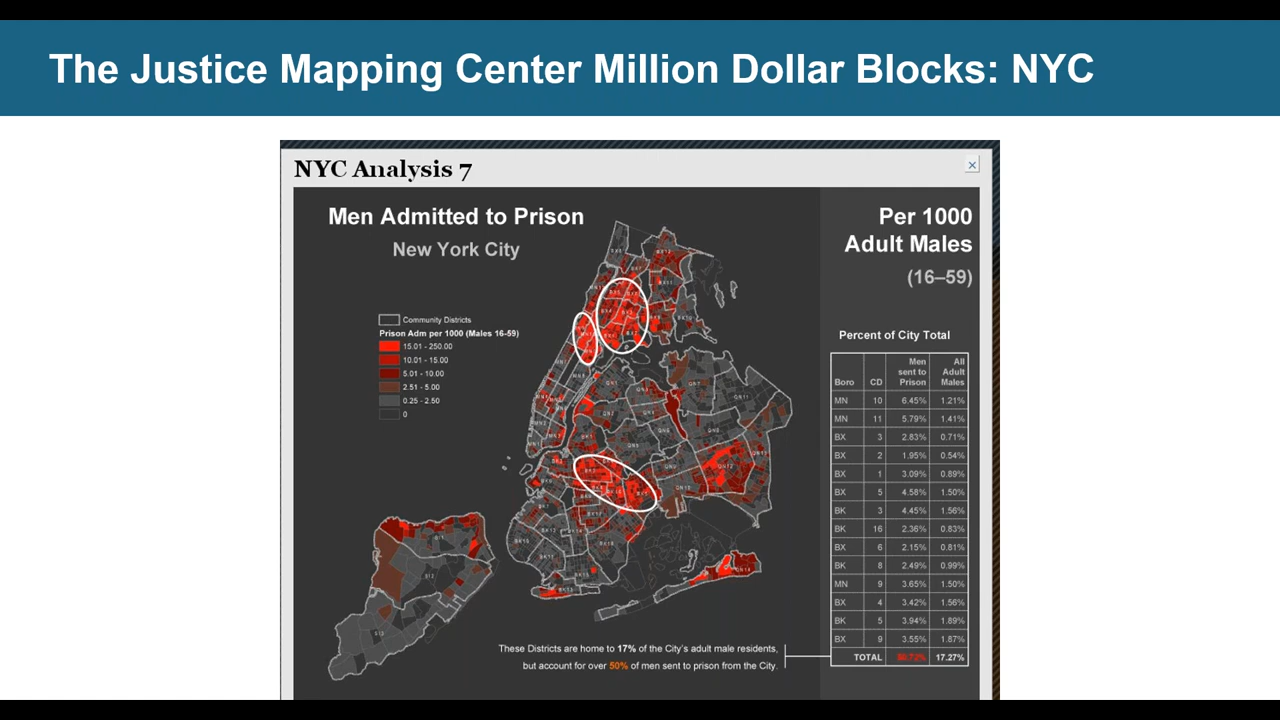 The Justice Mapping Center Million Dollar Blocks: NYC
NYC Analysis 7
Men Admitted to Prison
New York City
Per 1000
Adult Males
(16–59)
Community Districts
Prison Adm per 1000 (Males 16-59)
15.01 - 250.00
10.01 - 15.00
5.01 - 10.00
2.51 - 5.00
0.25 - 2.50
0
Percent of City Total
Boro CD Men sent to Prison All Adult Males
MN 10 6.45% 1.21%
MN 11 5.79% 1.41%
BX 3 2.83% 0.71%
BX 2 1.95% 0.54%
BX 1 3.09% 0.89%
BX 5 4.58% 1.50%
BK 3 4.45% 1.56%
BK 16 2.36% 0.83%
BX 6 2.15% 0.81%
BK 8 2.49% 0.99%
MN 9 3.65% 1.50%
BX 4 3.42% 1.56%
BK 5 3.94% 1.89%
BX 9 3.55% 1.87%
TOTAL 17.27%
These Districts are home to 17% of the City's adult male residents,
but account for over 50% of men sent to prison from the City.